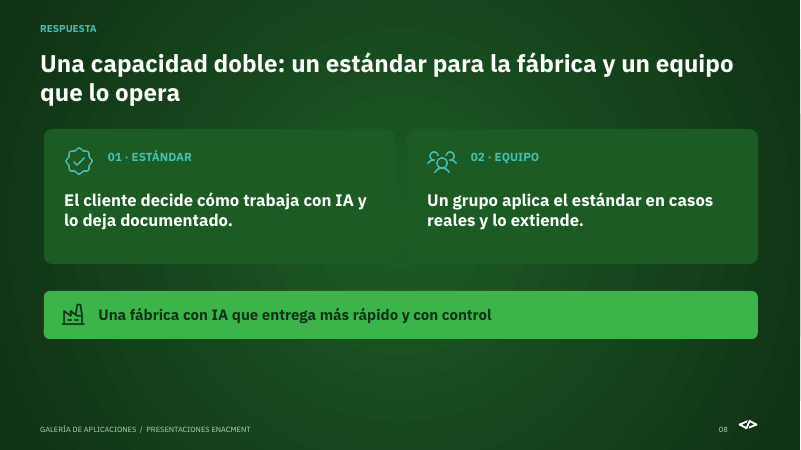 RESPUESTA
Una capacidad doble: un estándar para la fábrica y un equipo
que lo opera
01 · ESTÁNDAR
El cliente decide cómo trabaja con IA y
lo deja documentado.
02 · EQUIPO
Un grupo aplica el estándar en casos
reales y lo extiende.
Una fábrica con IA que entrega más rápido y con control
GALERÍA DE APLICACIONES / PRESENTACIONES ENACMENT
08 </>